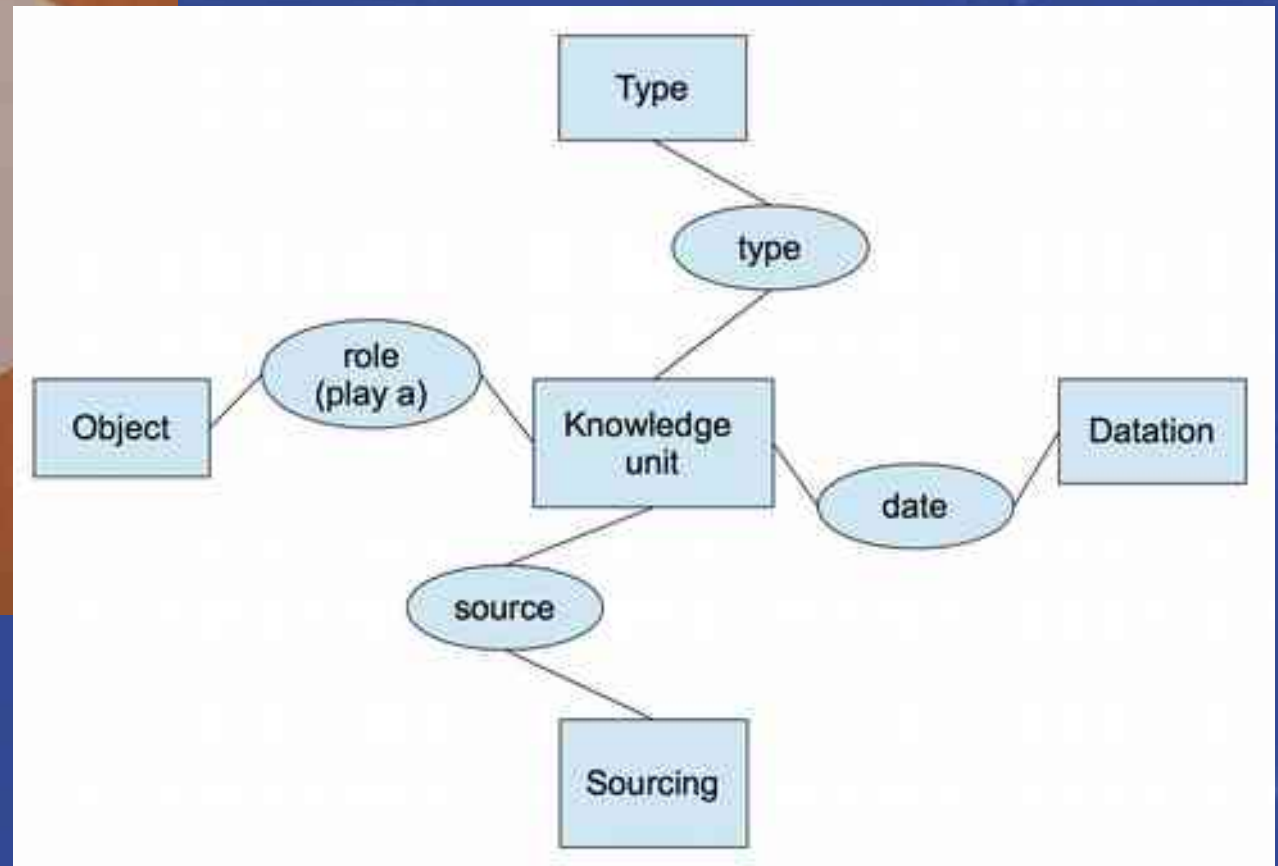 Type
type
role
(play a)
Object
Knowledge
unit
Datation
date
source
Sourcing